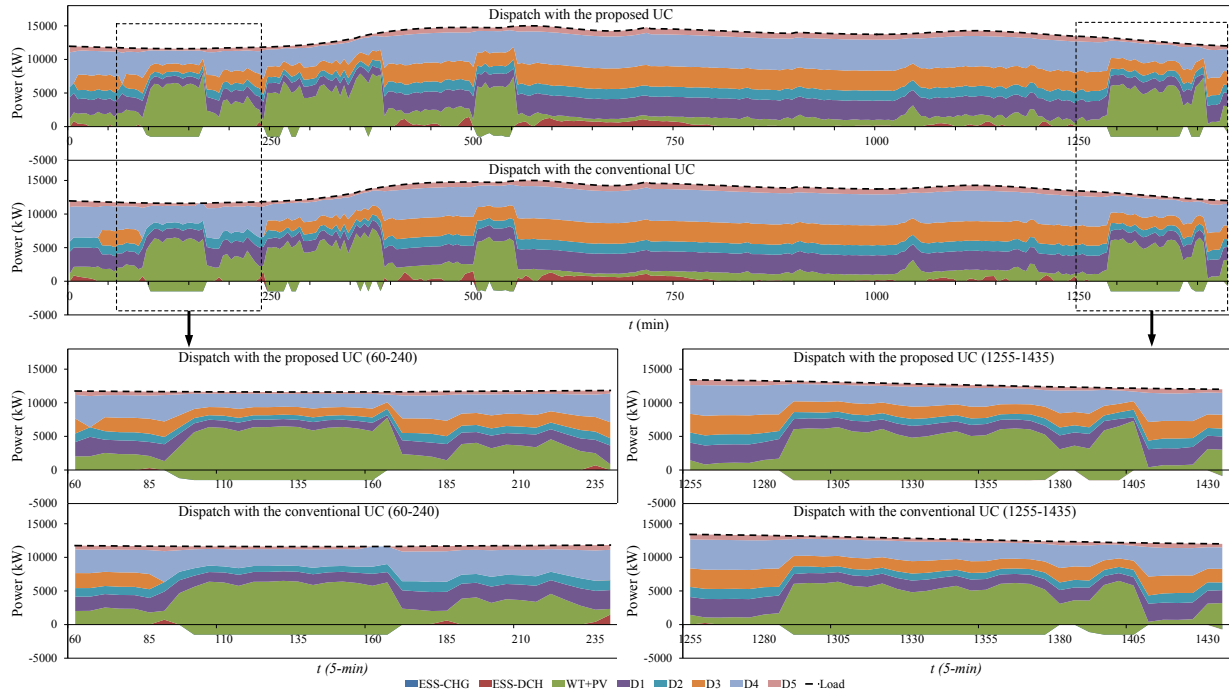 Dispatch with the proposed UC
Power (kW)
15000
10000
5000
0
-5000
0 250 500 750 1000 1250
Dispatch with the conventional UC
Power (kW)
15000
10000
5000
0
-5000
0 250 500 750 1000 1250
t (min)
Dispatch with the proposed UC (60-240)
Power (kW)
15000
10000
5000
0
-5000
60 85 110 135 160 185 210 235
Dispatch with the proposed UC (1255-1435)
Power (kW)
15000
10000
5000
0
-5000
1255 1280 1305 1330 1355 1380 1405 1430
Dispatch with the conventional UC (60-240)
Power (kW)
15000
10000
5000
0
-5000
60 85 110 135 160 185 210 235
t (5-min)
Dispatch with the conventional UC (1255-1435)
Power (kW)
15000
10000
5000
0
-5000
1255 1280 1305 1330 1355 1380 1405 1430
t (5-min)
ESS-CHG ESS-DCH WT+PV D1 D2 D3 D4 D5 Load